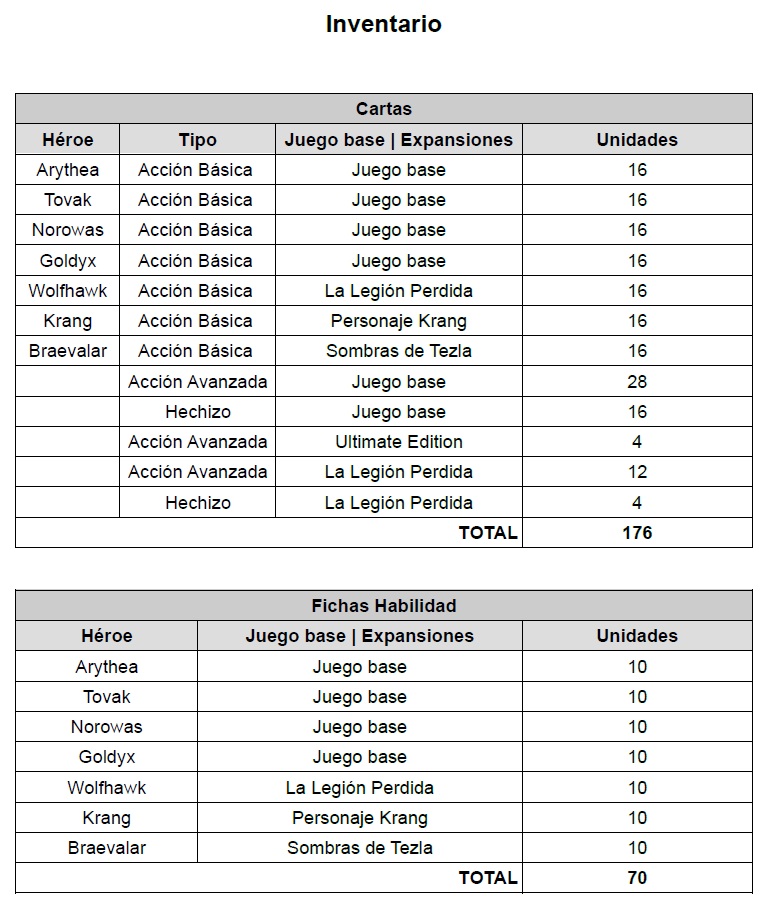 Inventario
Cartas
Héroe Tipo Juego base | Expansiones Unidades
Arythea Acción Básica Juego base 16
Tovak Acción Básica Juego base 16
Norowas Acción Básica Juego base 16
Goldyx Acción Básica Juego base 16
Wolfhawk Acción Básica La Legión Perdida 16
Krang Acción Básica Personaje Krang 16
Braevalar Acción Básica Sombras de Tezla 16
Acción Avanzada Juego base 28
Hechizo Juego base 16
Acción Avanzada Ultimate Edition 4
Acción Avanzada La Legión Perdida 12
Hechizo La Legión Perdida 4
TOTAL 176
Fichas Habilidad
Héroe Juego base | Expansiones Unidades
Arythea Juego base 10
Tovak Juego base 10
Norowas Juego base 10
Goldyx Juego base 10
Wolfhawk La Legión Perdida 10
Krang Personaje Krang 10
Braevalar Sombras de Tezla 10
TOTAL 70